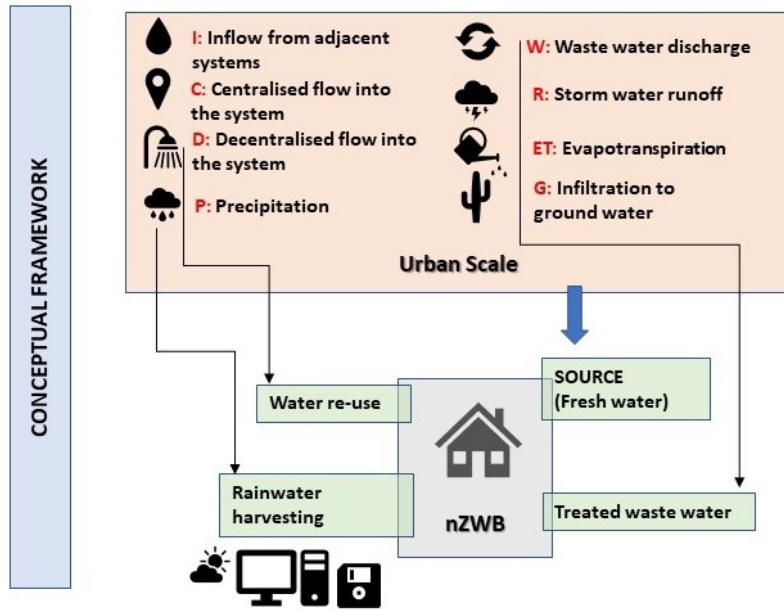 CONCEPTUAL FRAMEWORK
I: Inflow from adjacent
systems
C: Centralised flow into
the system
D: Decentralised flow into
the system
P: Precipitation
W: Waste water discharge
R: Storm water runoff
ET: Evapotranspiration
G: Infiltration to
ground water
Urban Scale
Water re-use
SOURCE
(Fresh water)
Rainwater
harvesting
nZWB
Treated waste water